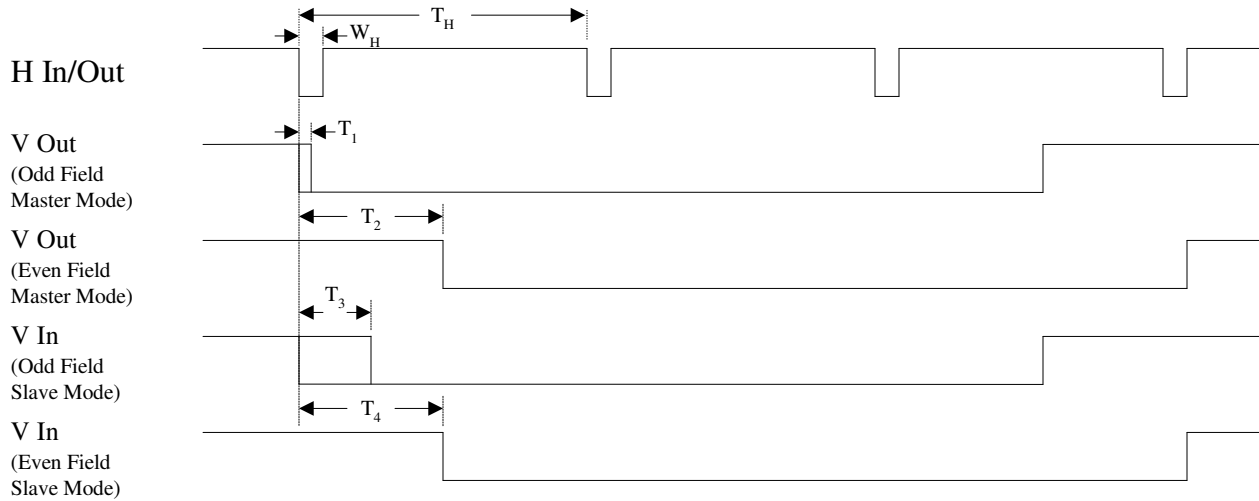 T_H
W_H
H In/Out
T_1
V Out
(Odd Field
Master Mode)
T_2
V Out
(Even Field
Master Mode)
T_3
V In
(Odd Field
Slave Mode)
T_4
V In
(Even Field
Slave Mode)